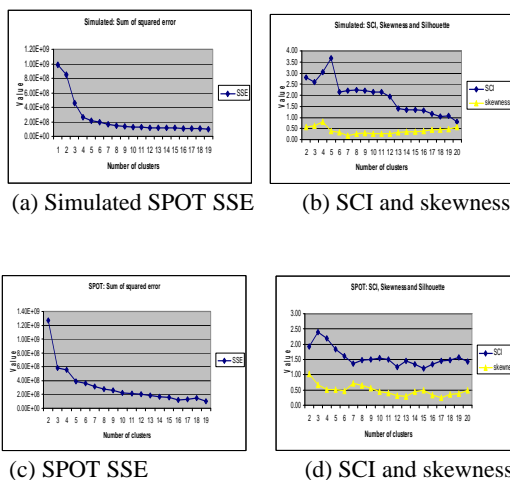 Simulated: Sum of squared error
1.20E+09
1.00E+09
8.00E+08
6.00E+08
4.00E+08
2.00E+08
0.00E+00
Value
1 2 3 4 5 6 7 8 9 10 11 12 13 14 15 16 17 18 19
Number of clusters
SSE
Simulated: SCI, Skewness and Silhouette
4.00
3.50
3.00
2.50
2.00
1.50
1.00
0.50
0.00
Value
2 3 4 5 6 7 8 9 10 11 12 13 14 15 16 17 18 19 20
Number of clusters
SCI
skewness
(a) Simulated SPOT SSE
(b) SCI and skewness
SPOT: Sum of squared error
1.40E+09
1.20E+09
1.00E+09
8.00E+08
6.00E+08
4.00E+08
2.00E+08
0.00E+00
Value
2 3 4 5 6 7 8 9 10 11 12 13 14 15 16 17 18 19
Number of clusters
SSE
SPOT: SCI, Skewness and Silhouette
3.00
2.50
2.00
1.50
1.00
0.50
0.00
Value
2 3 4 5 6 7 8 9 10 11 12 13 14 15 16 17 18 19 20
Number of clusters
SCI
skewne
(c) SPOT SSE
(d) SCI and skewness